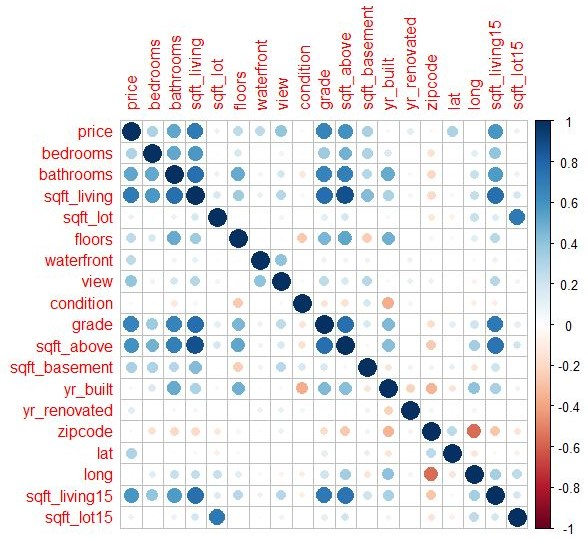 price
bedrooms
bathrooms
sqft_living
sqft_lot
floors
waterfront
view
condition
grade
sqft_above
sqft_basement
yr_built
yr_renovated
zipcode
lat
long
sqft_living15
sqft_lot15
price
bedrooms
bathrooms
sqft_living
sqft_lot
floors
waterfront
view
condition
grade
sqft_above
sqft_basement
yr_built
yr_renovated
zipcode
lat
long
sqft_living15
sqft_lot15
1
0.8
0.6
0.4
0.2
0
-0.2
-0.4
-0.6
-0.8
-1